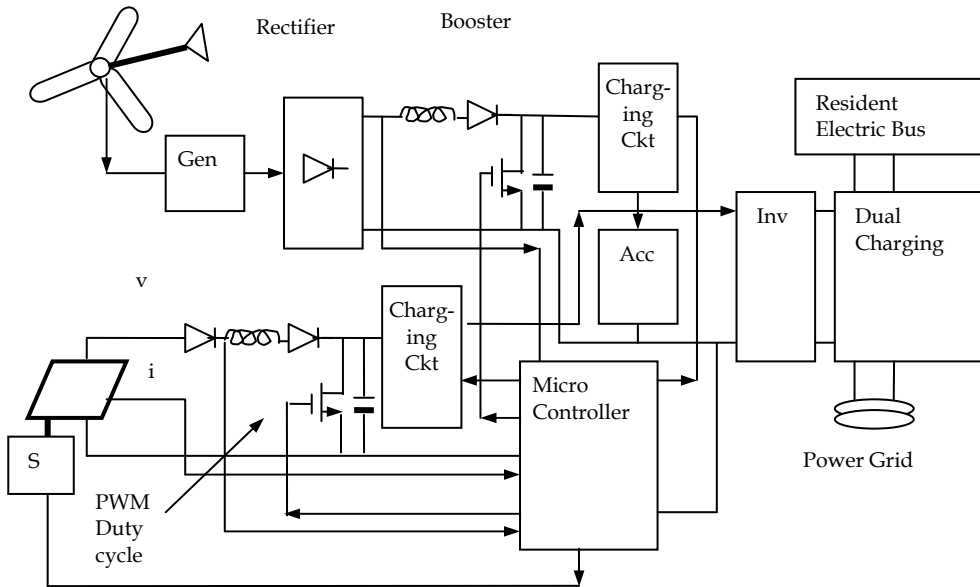 Rectifier
Booster
Charg-
ing
Ckt
Resident
Electric Bus
Gen
Inv
Dual
Charging
Acc
v
Charg-
ing
Ckt
i
Micro
Controller
S
PWM
Duty
cycle
Power Grid